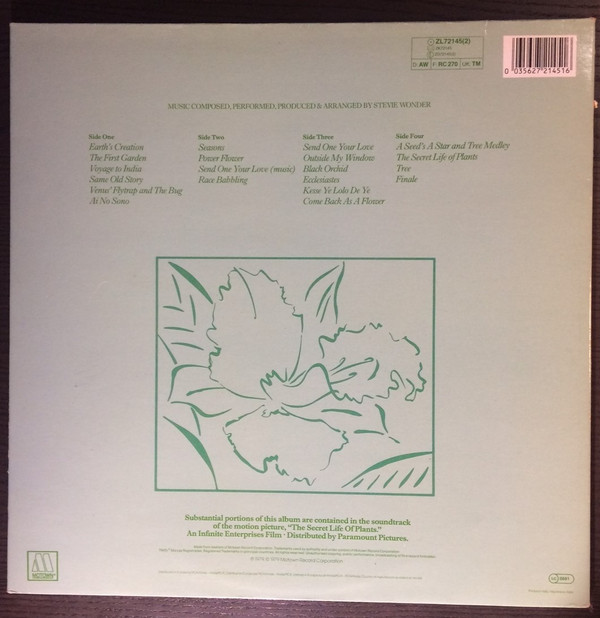 ZL72145(2)
D: AW F: RC 270 UK: TM
0 035627 214516
MUSIC COMPOSED, PERFORMED, PRODUCED & ARRANGED BY STEVIE WONDER
Side One
Earth's Creation
The First Garden
Voyage to India
Same Old Story
Venus' Flytrap and The Bug
Ai No Sono
Side Two
Seasons
Power Flower
Send One Your Love (music)
Race Babbling
Side Three
Send One Your Love
Outside My Window
Black Orchid
Ecclesiastes
Kesse Ye Lolo De Ye
Come Back As A Flower
Side Four
A Seed's A Star and Tree Medley
The Secret Life of Plants
Tree
Finale
Substantial portions of this album are contained in the soundtrack
of the motion picture, "The Secret Life Of Plants."
An Infinite Enterprises Film · Distributed by Paramount Pictures.
Motown Record Corporation
M
MOTOWN